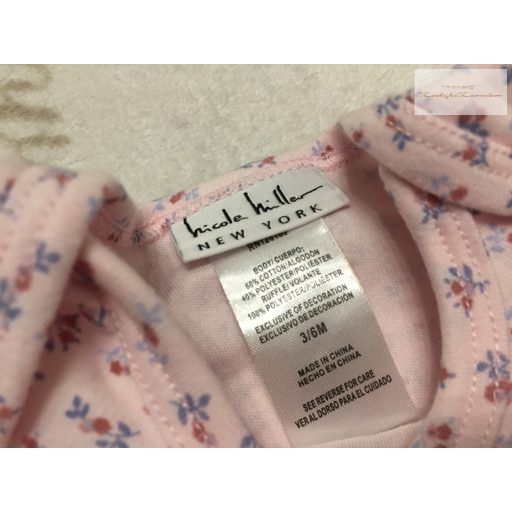 nicole miller
NEW YORK
BODY/CUERPO:
60% COTTON/ALGODÓN
40% POLYESTER/POLIÉSTER
RUFFLE/VOLANTE
100% POLYESTER/POLIÉSTER
EXCLUSIVE OF DECORATION
EXCLUSIVO DE DECORACIÓN
3/6M
MADE IN CHINA
HECHO EN CHINA
SEE REVERSE FOR CARE
VER AL DORSO PARA EL CUIDADO